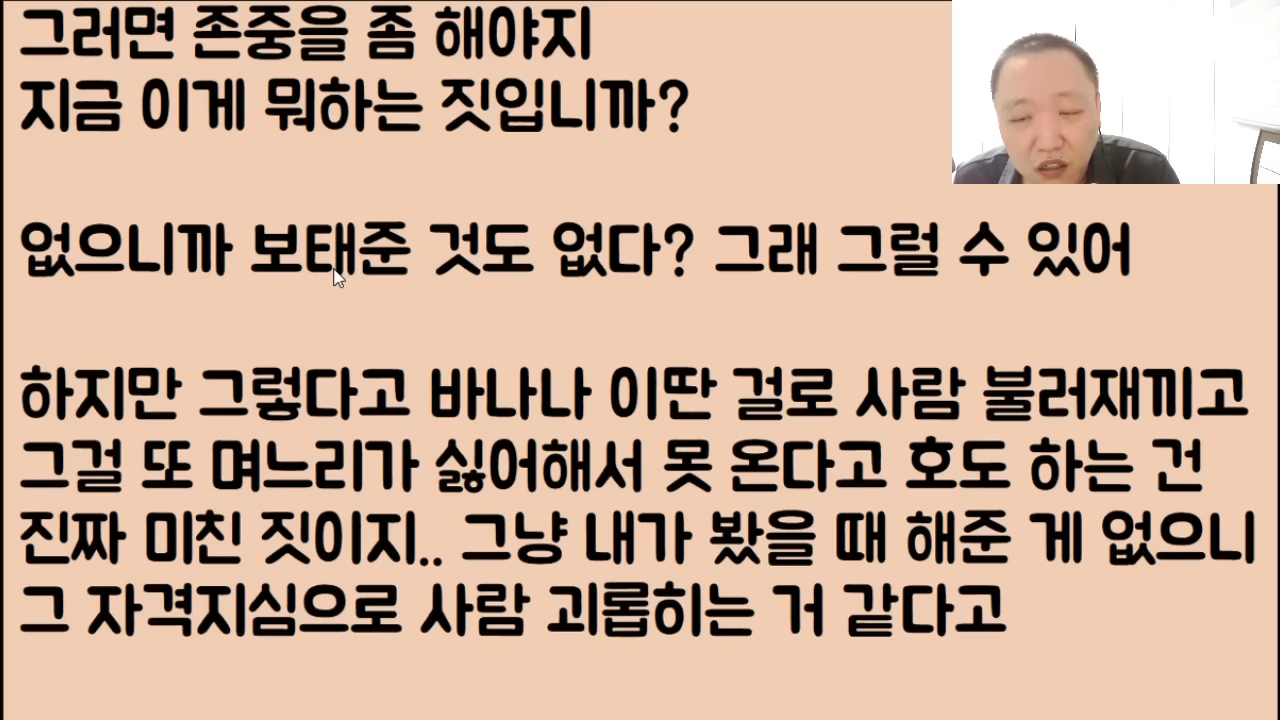 그러면 존중을 좀 해야지
지금 이게 뭐하는 짓입니까?
없으니까 보태준 것도 없다? 그래 그럴 수 있어
하지만 그렇다고 바나나 이딴 걸로 사람 불러재끼고
그걸 또 며느리가 싫어해서 못 온다고 호도 하는 건
진짜 미친 짓이지.. 그냥 내가 봤을 때 해준 게 없으니
그 자격지심으로 사람 괴롭히는 거 같다고